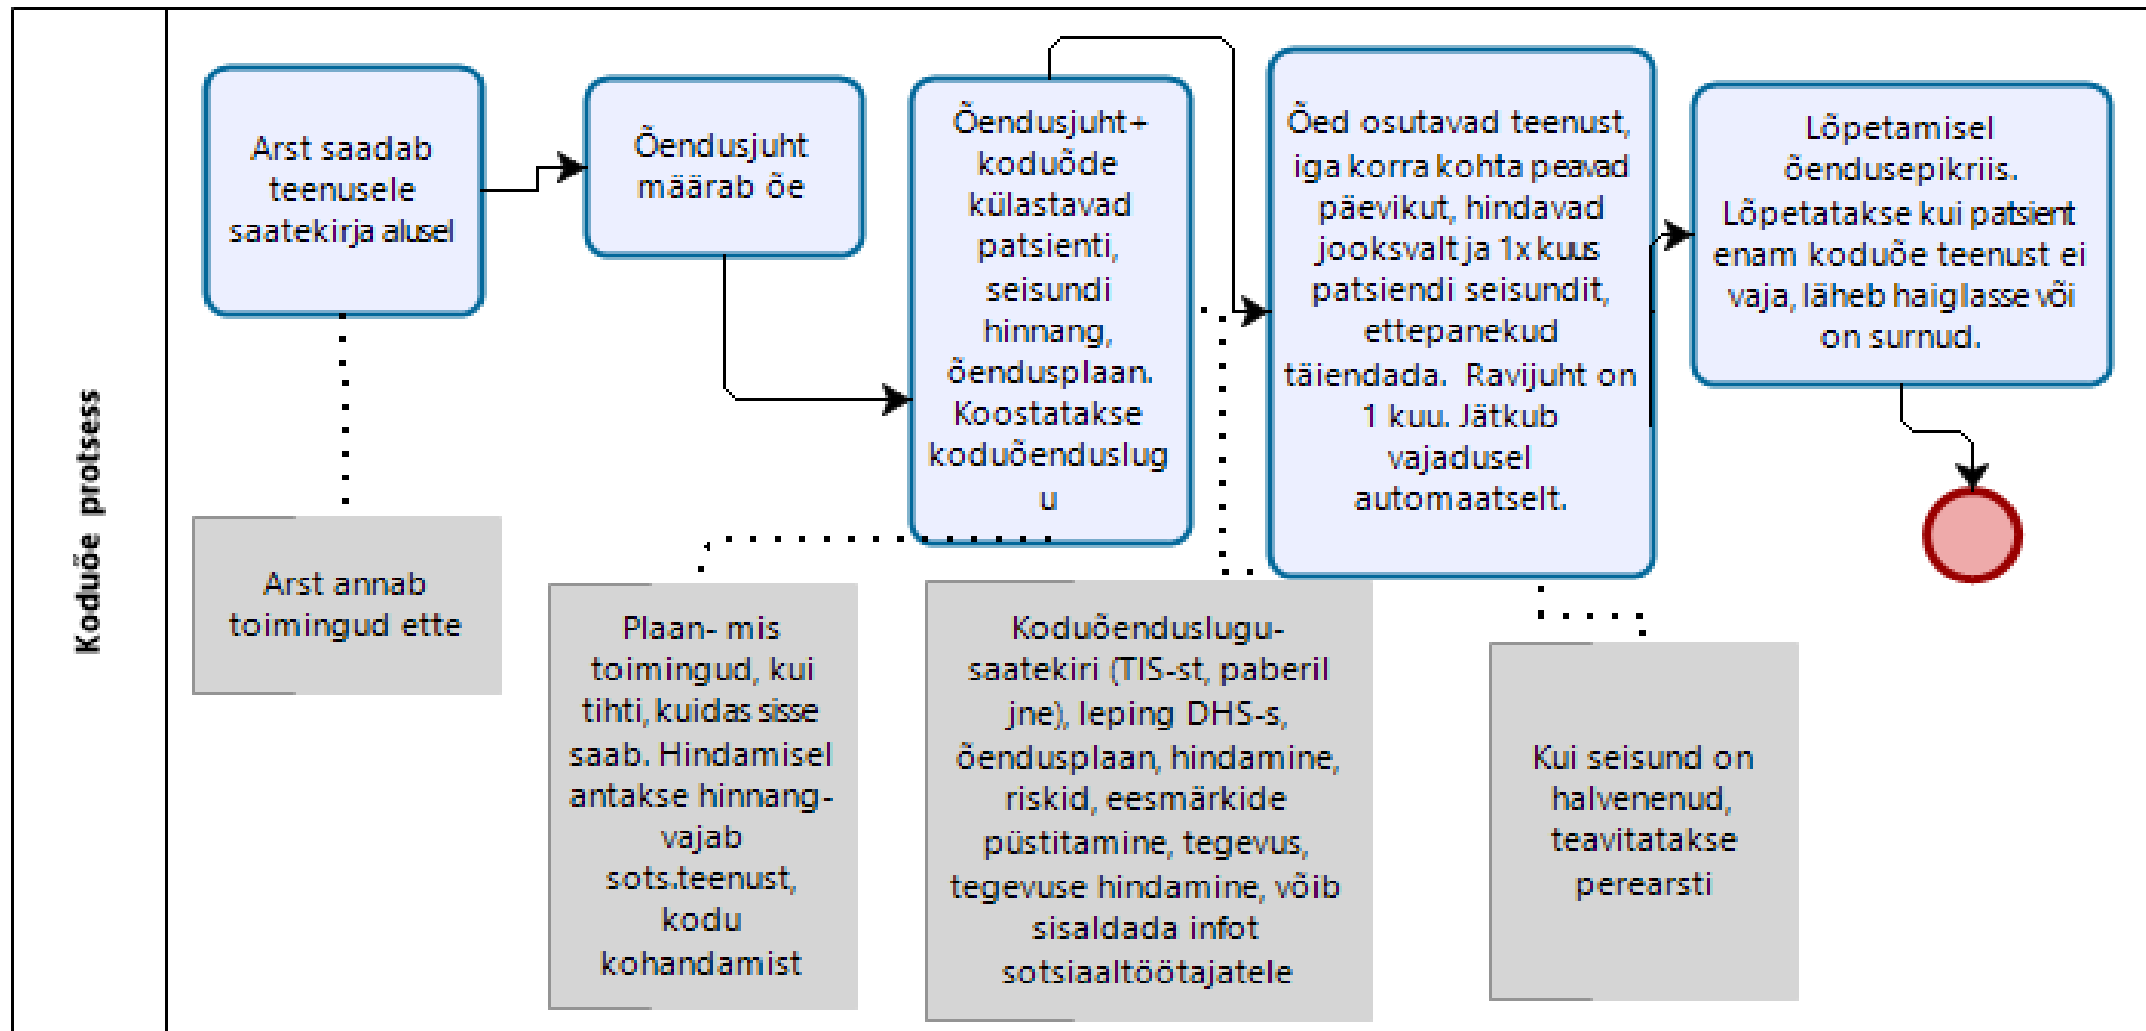 Koduõe protsess
Arst saadab
teenusele
saatekirja alusel
Õendusjuht
määrab õe
Õendusjuht+
koduõde
külastavad
patsienti,
seisundi
hinnang,
õendusplaan.
Koostatakse
koduõenduslug
u
Õed osutavad teenust,
iga korra kohta peavad
päevikut, hindavad
jooksvalt ja 1x kuus
patsiendi seisundit,
ettepanekud
täiendada. Ravijuht on
1 kuu. Jätkub
vajadusel
automaatselt.
Lõpetamisel
õendusepikriis.
Lõpetatakse kui patsient
enam koduõe teenust ei
vaja, läheb haiglasse või
on surnud.
Arst annab
toimingud ette
Plaan- mis
toimingud, kui
tihti, kuidas sisse
saab. Hindamisel
antakse hinnang-
vajab
sots.teenust,
kodu
kohandamist
Koduõenduslugu-
saatekiri (TIS-st, paberil
jne), leping DHS-s,
õendusplaan, hindamine,
riskid, eesmärkide
püstitamine, tegevus,
tegevuse hindamine, võib
sisaldada infot
sotsiaaltöötajatele
Kui seisund on
halvenenud,
teavitatakse
perearsti